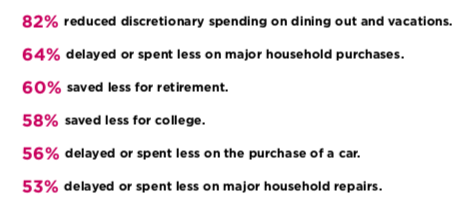 82% reduced discretionary spending on dining out and vacations.
64% delayed or spent less on major household purchases.
60% saved less for retirement.
58% saved less for college.
56% delayed or spent less on the purchase of a car.
53% delayed or spent less on major household repairs.